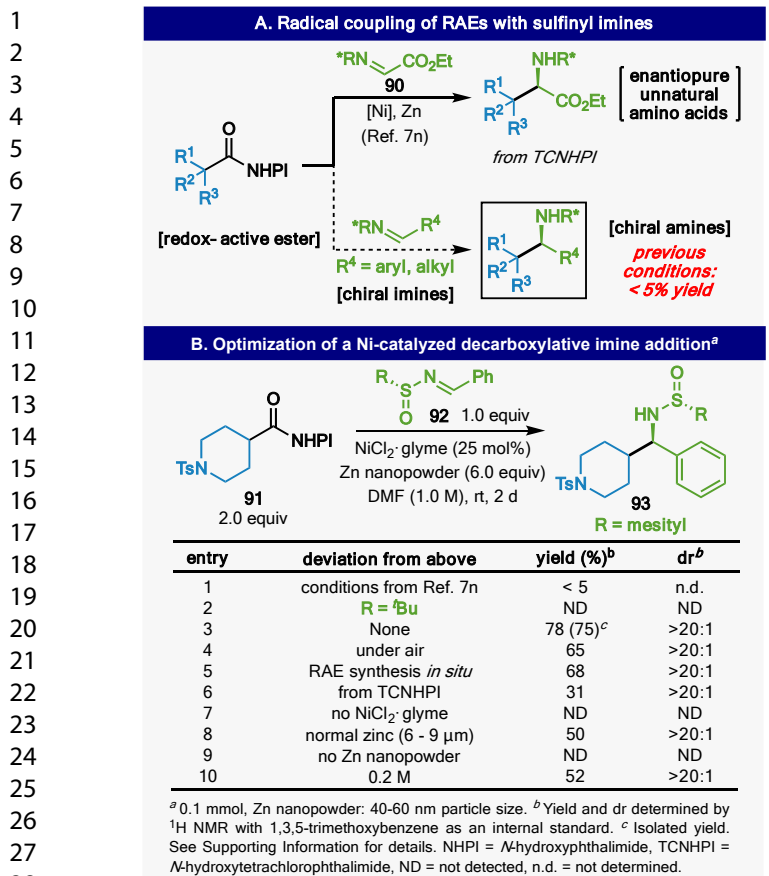 1
2
3
4
5
6
7
8
9
10
11
12
13
14
15
16
17
18
19
20
21
22
23
24
25
26
27
A. Radical coupling of RAEs with sulfinyl imines
*RN
CO₂Et
90
[Ni], Zn
(Ref. 7n)
NHR*
R¹
R²
R³
CO₂Et
[enantiopure
unnatural
amino acids]
from TCNHPI
O
R¹
R²
R³
NHPI
[redox-active ester]
*RN
R⁴
R⁴ = aryl, alkyl
[chiral imines]
NHR*
R¹
R²
R³
R⁴
[chiral amines]
previous
conditions:
< 5% yield
B. Optimization of a Ni-catalyzed decarboxylative imine additionᵃ
O
NHPI
TsN
91
2.0 equiv
R
S
N
Ph
O
92 1.0 equiv
NiCl₂·glyme (25 mol%)
Zn nanopowder (6.0 equiv)
DMF (1.0 M), rt, 2 d
O
S
HN
R
TsN
93
R = mesityl
entry deviation from above yield (%)ᵇ drᵇ
1 conditions from Ref. 7n < 5 n.d.
2 R = ᵗBu ND ND
3 None 78 (75)ᶜ >20:1
4 under air 65 >20:1
5 RAE synthesis in situ 68 >20:1
6 from TCNHPI 31 >20:1
7 no NiCl₂·glyme ND ND
8 normal zinc (6 - 9 μm) 50 >20:1
9 no Zn nanopowder ND ND
10 0.2 M 52 >20:1
ᵃ 0.1 mmol, Zn nanopowder: 40-60 nm particle size. ᵇ Yield and dr determined by
¹H NMR with 1,3,5-trimethoxybenzene as an internal standard. ᶜ Isolated yield.
See Supporting Information for details. NHPI = N-hydroxyphthalimide, TCNHPI =
N-hydroxytetrachlorophthalimide, ND = not detected, n.d. = not determined.